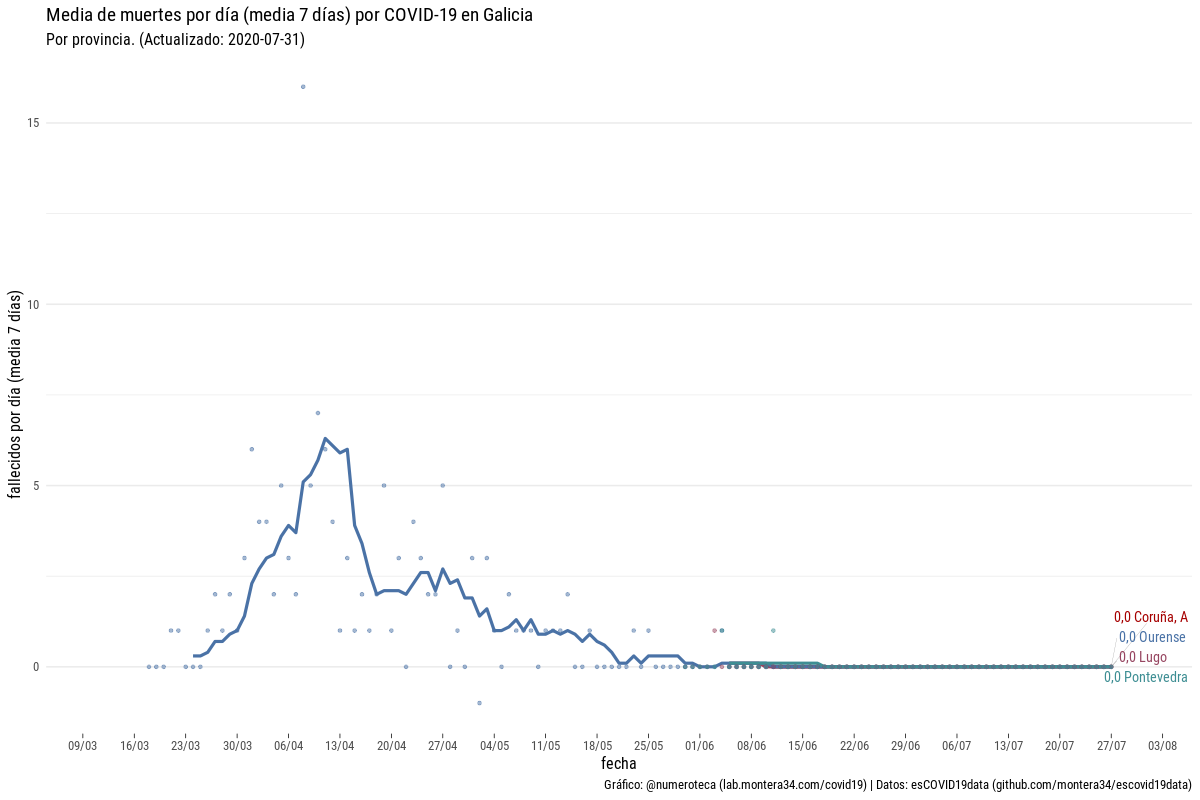 Media de muertes por día (media 7 días) por COVID-19 en Galicia
Por provincia. (Actualizado: 2020-07-31)
fallecidos por día (media 7 días)
15
10
5
0
0,0 Coruña, A
0,0 Ourense
0,0 Lugo
0,0 Pontevedra
09/03 16/03 23/03 30/03 06/04 13/04 20/04 27/04 04/05 11/05 18/05 25/05 01/06 08/06 15/06 22/06 29/06 06/07 13/07 20/07 27/07 03/08
fecha
Gráfico: @numeroteca (lab.montera34.com/covid19) | Datos: esCOVID19data (github.com/montera34/escovid19data)